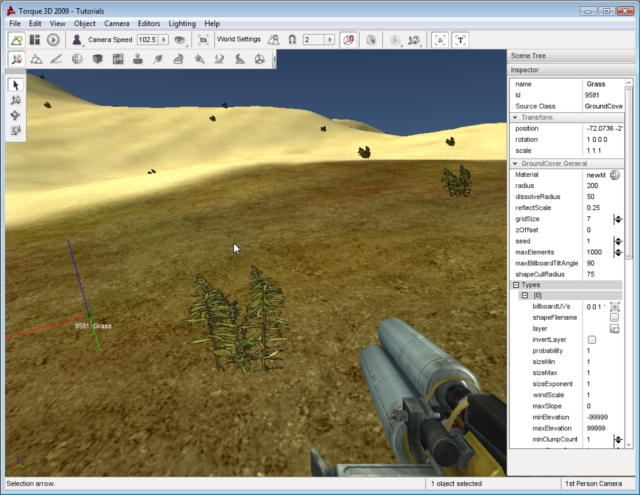 Torque 3D 2009 - Tutorials
File Edit View Object Camera Editors Lighting Help
Camera Speed 102.5 World Settings 2
Scene Tree
Inspector
name Grass
Id 9581
Source Class GroundCove
Transform
position -72.0736 -2
rotation 1 0 0 0
scale 1 1 1
GroundCover General
Material newM
radius 200
dissolveRadius 50
reflectScale 0.25
gridSize 7
zOffset 0
seed 1
maxElements 1000
maxBillboardTiltAngle 90
shapeCullRadius 75
Types
[0]
billboardUVs 0 0 1
shapeFilename
layer
invertLayer
probability 1
sizeMin 1
sizeMax 1
sizeExponent 1
windScale 1
maxSlope 0
minElevation -99999
maxElevation 99999
minClumpCount 1
9581 Grass
Selection arrow. 1 object selected 1st Person Camera